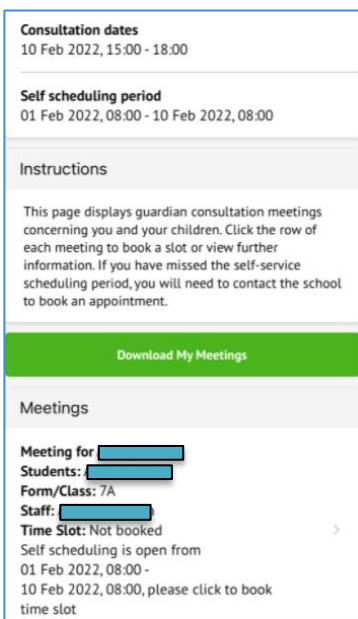 Consultation dates
10 Feb 2022, 15:00 - 18:00
Self scheduling period
01 Feb 2022, 08:00 - 10 Feb 2022, 08:00
Instructions
This page displays guardian consultation meetings
concerning you and your children. Click the row of
each meeting to book a slot or view further
information. If you have missed the self-service
scheduling period, you will need to contact the school
to book an appointment.
Download My Meetings
Meetings
Meeting for
Students:
Form/Class: 7A
Staff:
Time Slot: Not booked
Self scheduling is open from
01 Feb 2022, 08:00 -
10 Feb 2022, 08:00, please click to book
time slot